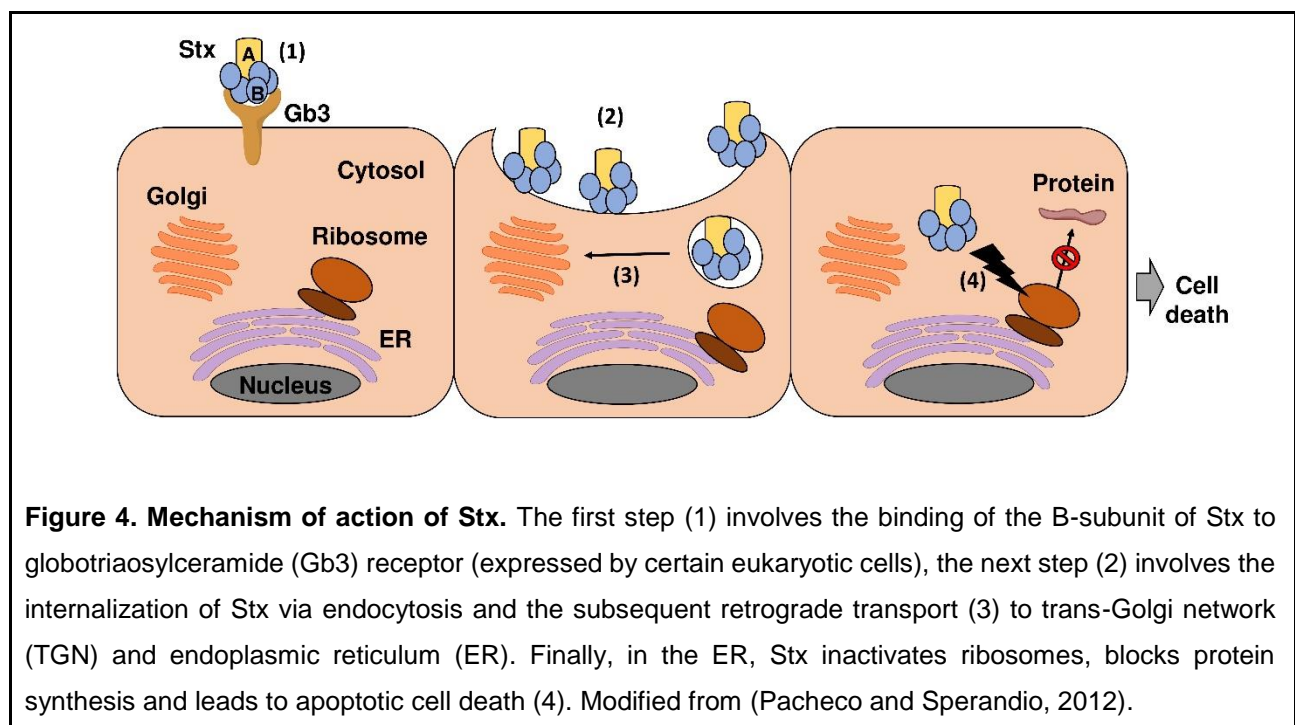 Stx
A
(1)
B
Gb3
Cytosol
Golgi
Ribosome
ER
Nucleus
(2)
(3)
Protein
(4)
Cell
death
Figure 4. Mechanism of action of Stx. The first step (1) involves the binding of the B-subunit of Stx to
globotriaosylceramide (Gb3) receptor (expressed by certain eukaryotic cells), the next step (2) involves the
internalization of Stx via endocytosis and the subsequent retrograde transport (3) to trans-Golgi network
(TGN) and endoplasmic reticulum (ER). Finally, in the ER, Stx inactivates ribosomes, blocks protein
synthesis and leads to apoptotic cell death (4). Modified from (Pacheco and Sperandio, 2012).